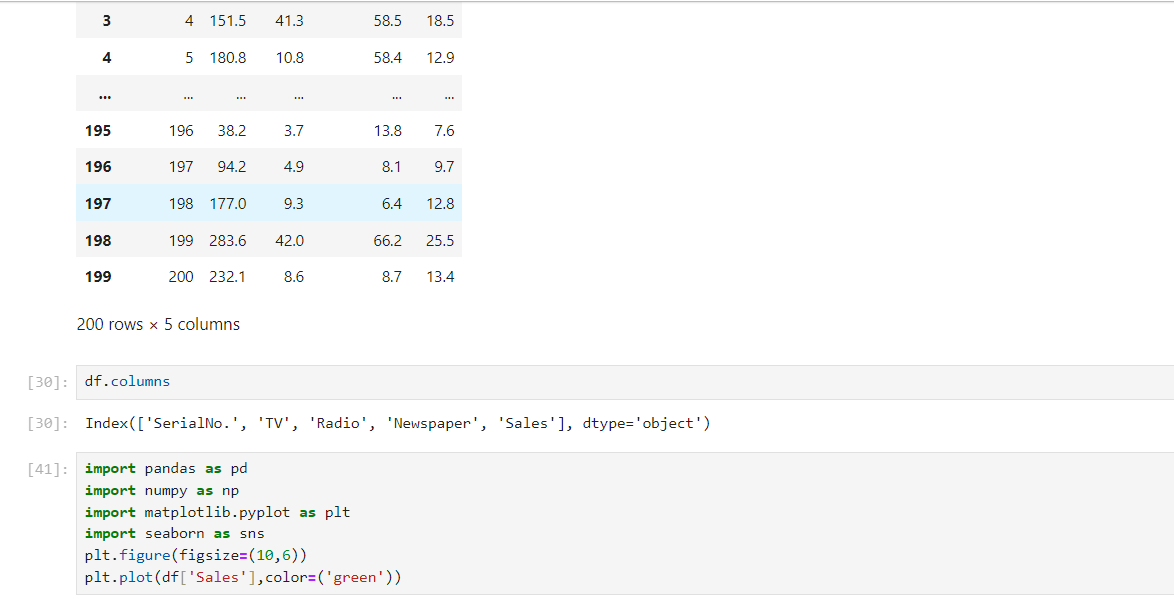 3 4 151.5 41.3 58.5 18.5
4 5 180.8 10.8 58.4 12.9
... ... ... ... ... ...
195 196 38.2 3.7 13.8 7.6
196 197 94.2 4.9 8.1 9.7
197 198 177.0 9.3 6.4 12.8
198 199 283.6 42.0 66.2 25.5
199 200 232.1 8.6 8.7 13.4
200 rows × 5 columns
[30]: df.columns
[30]: Index(['SerialNo.', 'TV', 'Radio', 'Newspaper', 'Sales'], dtype='object')
[41]: import pandas as pd
import numpy as np
import matplotlib.pyplot as plt
import seaborn as sns
plt.figure(figsize=(10,6))
plt.plot(df['Sales'],color=('green'))